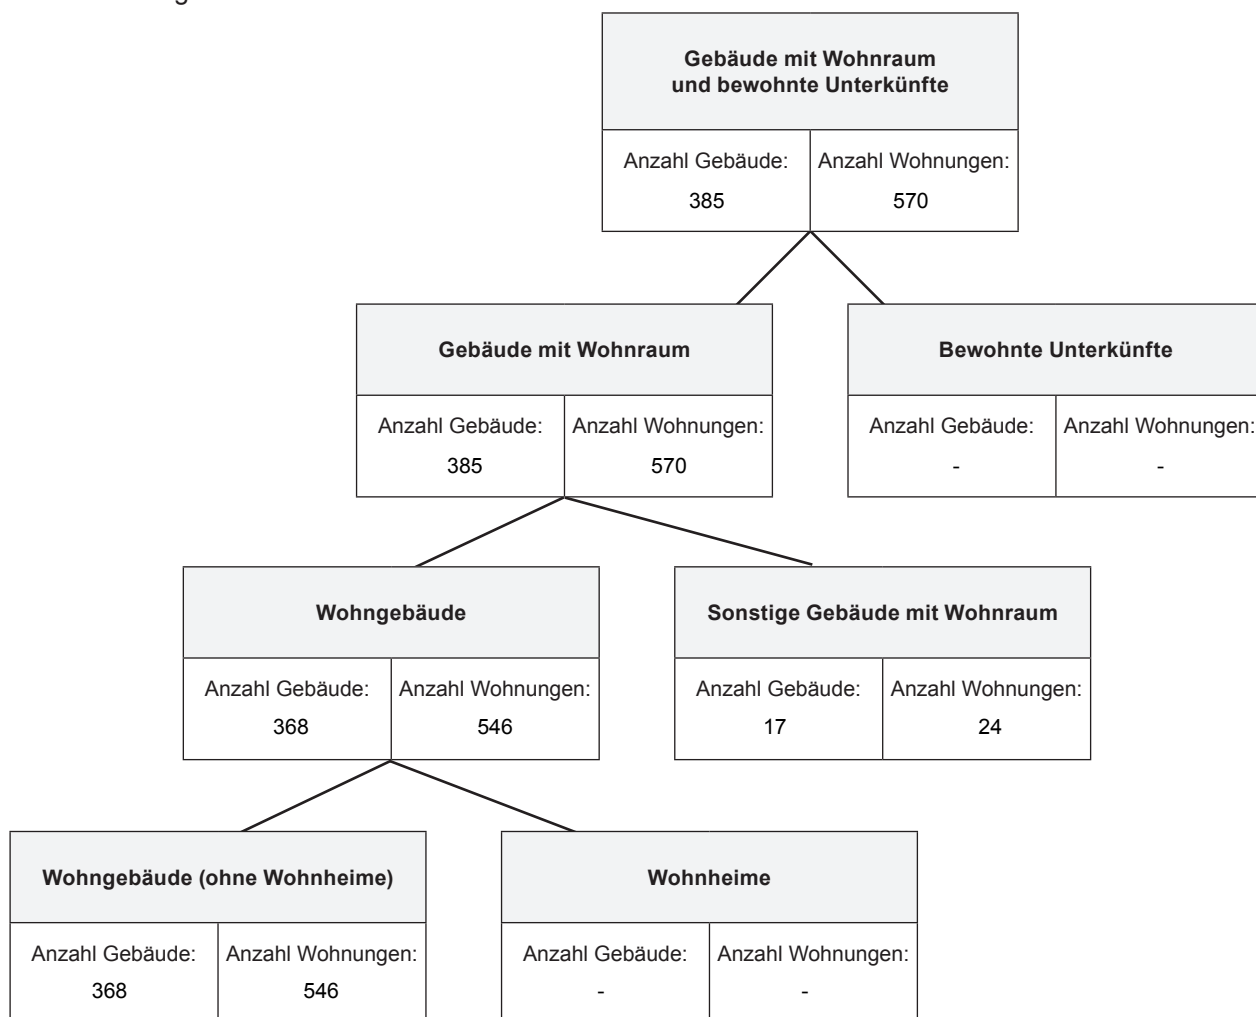 Gebäude mit Wohnraum
und bewohnte Unterkünfte
Anzahl Gebäude: Anzahl Wohnungen:
385 570
Gebäude mit Wohnraum Bewohnte Unterkünfte
Anzahl Gebäude: Anzahl Wohnungen: Anzahl Gebäude: Anzahl Wohnungen:
385 570 - -
Wohngebäude Sonstige Gebäude mit Wohnraum
Anzahl Gebäude: Anzahl Wohnungen: Anzahl Gebäude: Anzahl Wohnungen:
368 546 17 24
Wohngebäude (ohne Wohnheime) Wohnheime
Anzahl Gebäude: Anzahl Wohnungen: Anzahl Gebäude: Anzahl Wohnungen:
368 546 - -